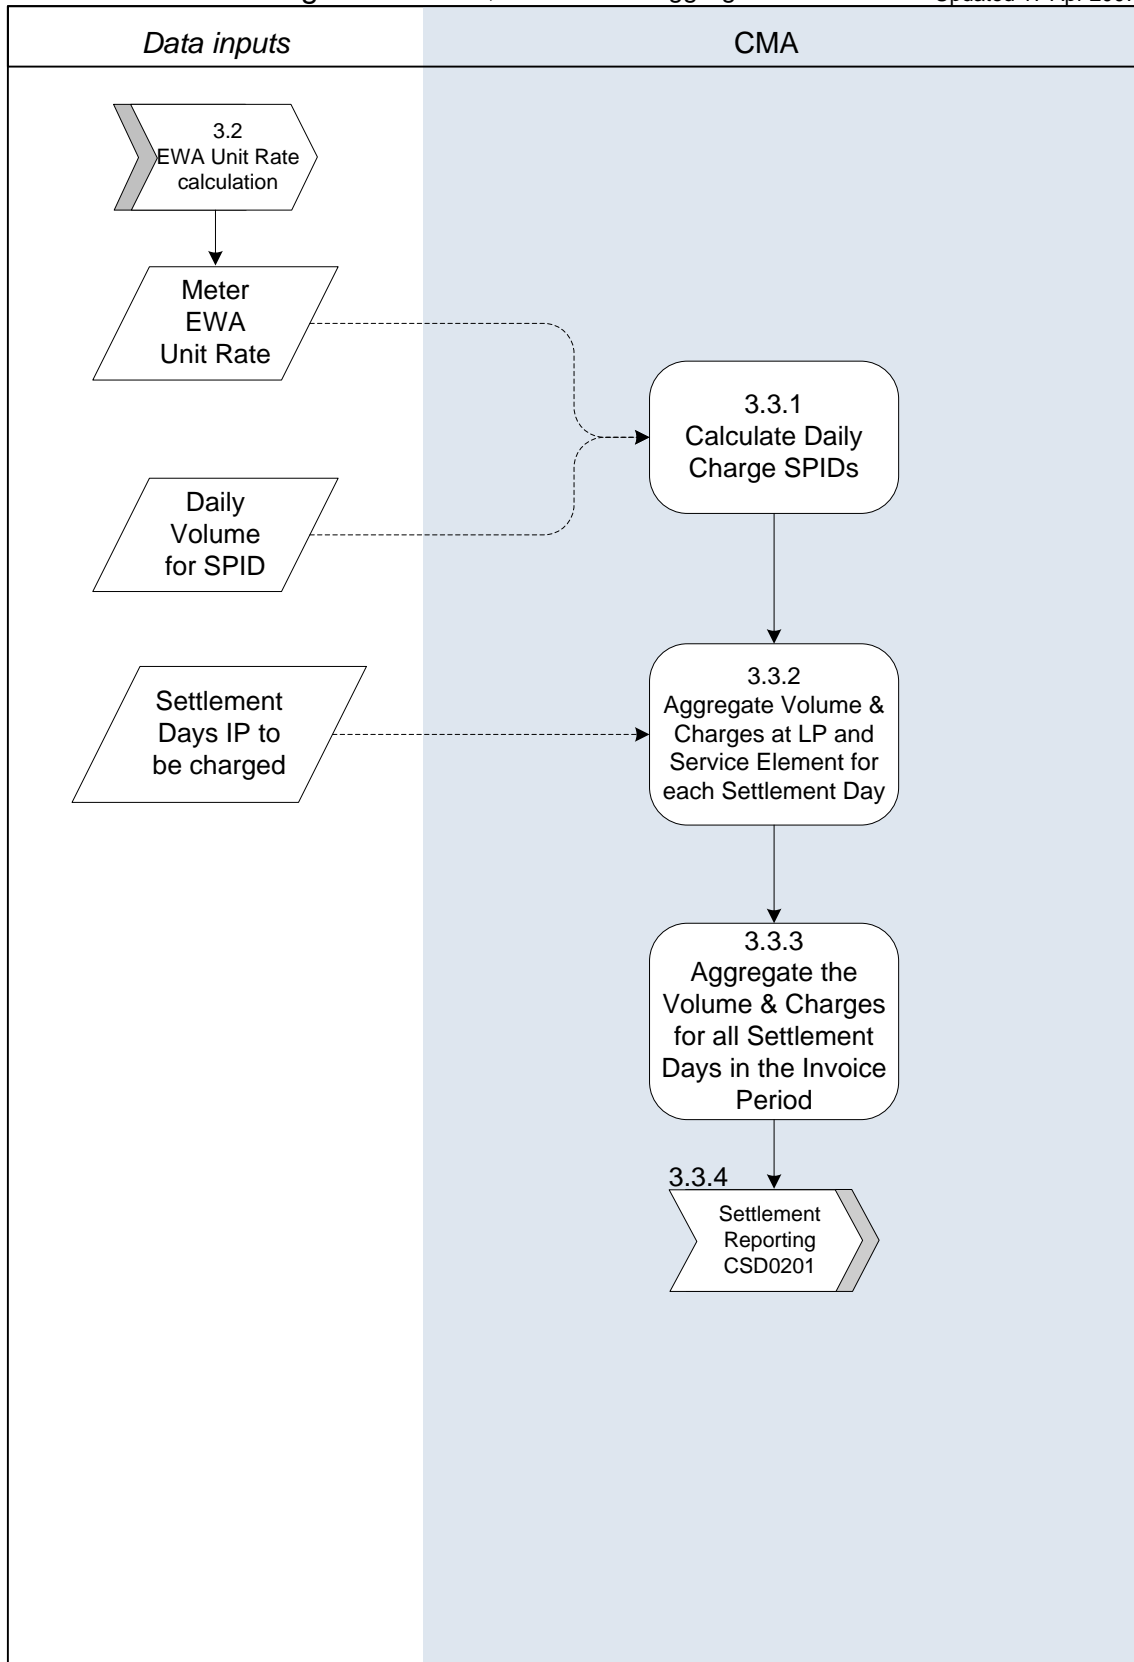 Data inputs
CMA
3.2
EWA Unit Rate
calculation
Meter
EWA
Unit Rate
3.3.1
Calculate Daily
Charge SPIDs
Daily
Volume
for SPID
Settlement
Days IP to
be charged
3.3.2
Aggregate Volume &
Charges at LP and
Service Element for
each Settlement Day
3.3.3
Aggregate the
Volume & Charges
for all Settlement
Days in the Invoice
Period
3.3.4
Settlement
Reporting
CSD0201